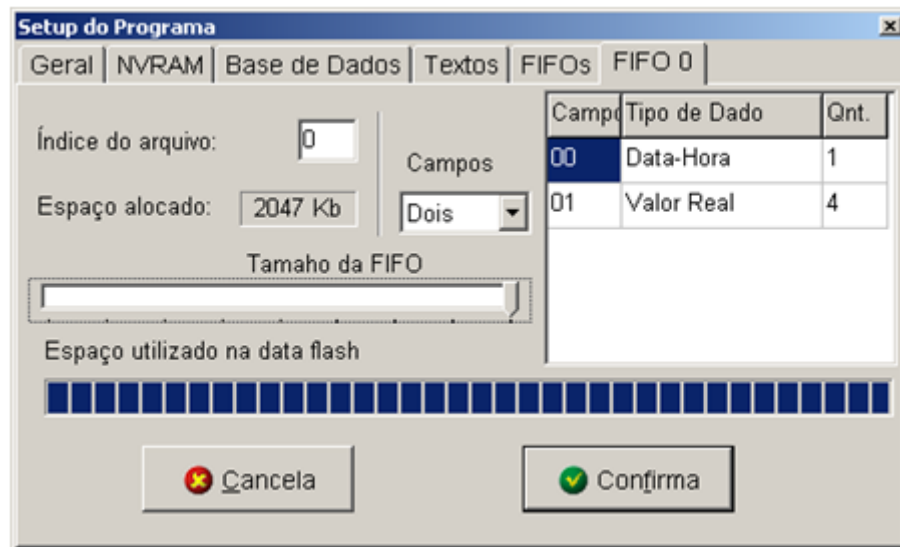 Setup do Programa
Geral NVRAM Base de Dados Textos FIFOs FIFO 0
Índice do arquivo: 0
Espaço alocado: 2047 Kb
Campos
Dois
Tamaho da FIFO
Espaço utilizado na data flash
Campo Tipo de Dado Qnt.
00 Data-Hora 1
01 Valor Real 4
Cancela Confirma